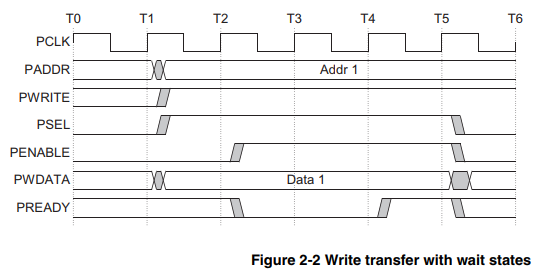 T0 T1 T2 T3 T4 T5 T6
PCLK
PADDR Addr 1
PWRITE
PSEL
PENABLE
PWDATA Data 1
PREADY
Figure 2-2 Write transfer with wait states